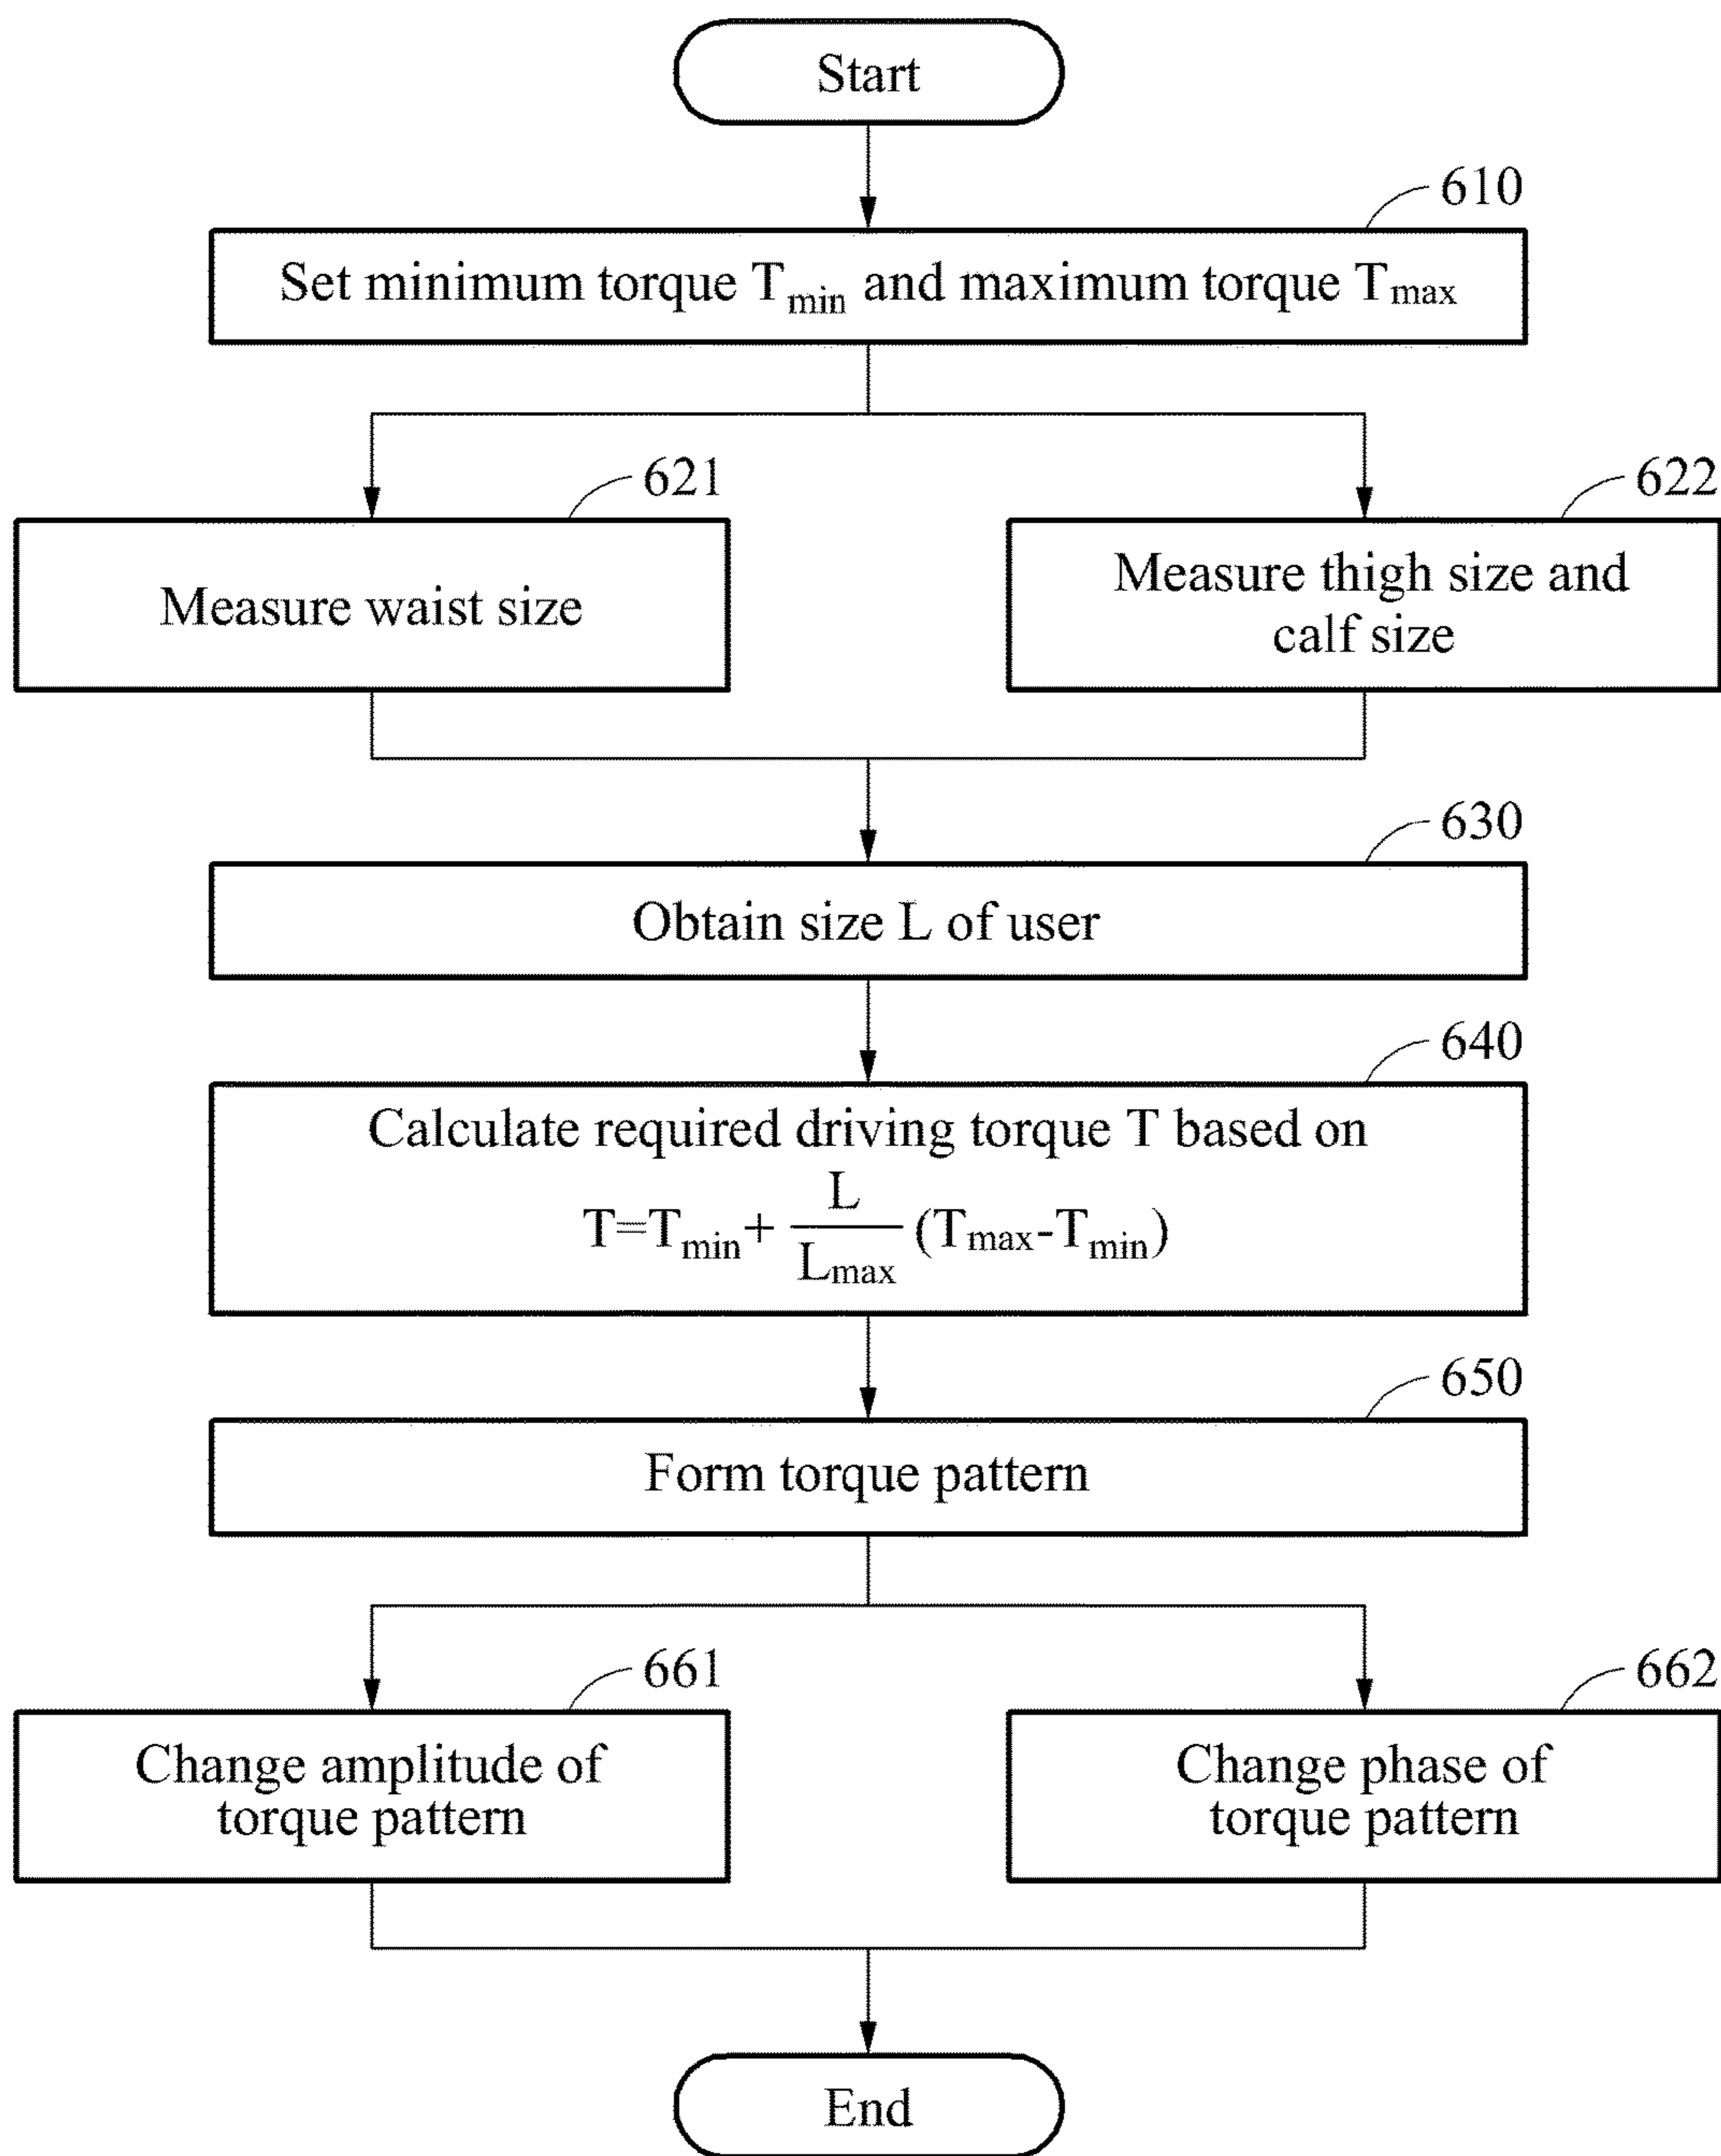 Start
610
Set minimum torque Tmin and maximum torque Tmax
621
622
Measure waist size
Measure thigh size and
calf size
630
Obtain size L of user
640
Calculate required driving torque T based on
T=Tmin+ L/Lmax (Tmax-Tmin)
650
Form torque pattern
661
662
Change amplitude of
torque pattern
Change phase of
torque pattern
End